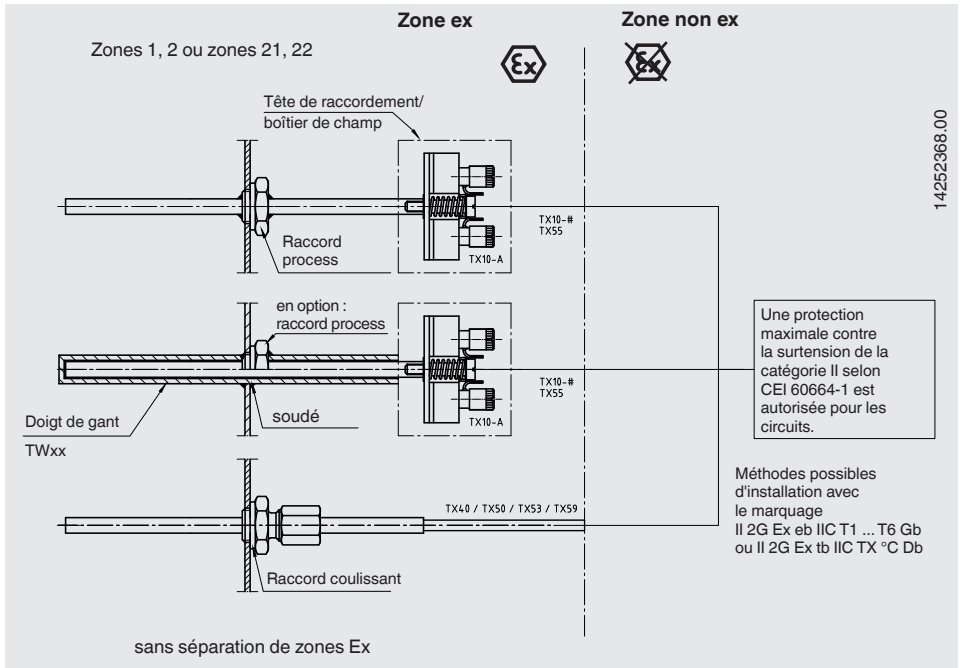 Zone ex
Zone non ex
Zones 1, 2 ou zones 21, 22
Ex
Ex
14252368.00
Tête de raccordement/
boîtier de champ
TX10-#
TX55
Raccord
process
TX10-A
en option :
raccord process
TX10-#
TX55
TX10-A
Doigt de gant
TWxx
soudé
Une protection
maximale contre
la surtension de la
catégorie II selon
CEI 60664-1 est
autorisée pour les
circuits.
Méthodes possibles
d'installation avec
le marquage
II 2G Ex eb IIC T1 ... T6 Gb
ou II 2G Ex tb IIC TX °C Db
TX40 / TX50 / TX53 / TX59
Raccord coulissant
sans séparation de zones Ex